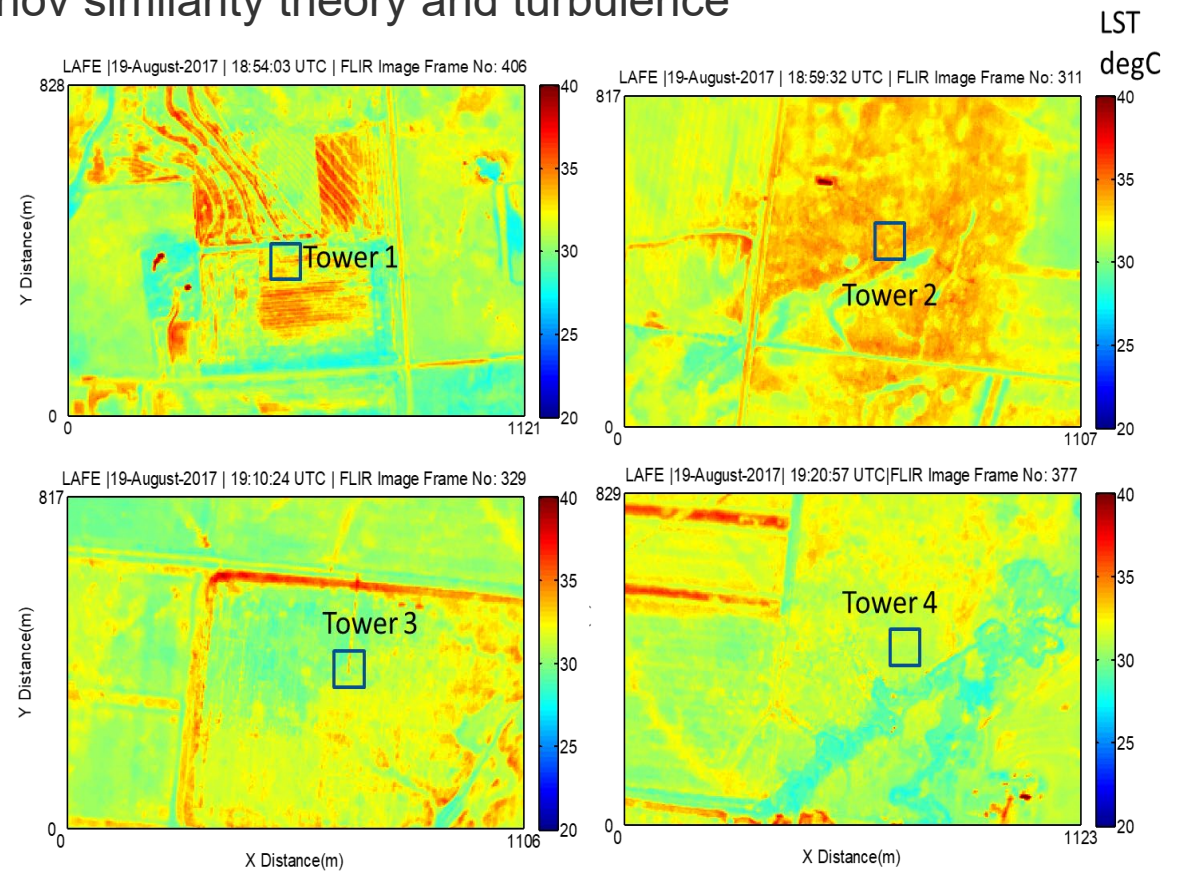 similarity theory and turbulence
LST
degC
LAFE |19-August-2017 | 18:54:03 UTC | FLIR Image Frame No: 406
828
Y Distance(m)
Tower 1
0
0
1121
40
35
30
25
20
LAFE |19-August-2017 | 18:59:32 UTC | FLIR Image Frame No: 311
817
Tower 2
0
0
1107
40
35
30
25
20
LAFE |19-August-2017 | 19:10:24 UTC | FLIR Image Frame No: 329
817
Y Distance(m)
Tower 3
0
0
1106
X Distance(m)
40
35
30
25
20
LAFE |19-August-2017| 19:20:57 UTC|FLIR Image Frame No: 377
829
Tower 4
0
0
1123
X Distance(m)
40
35
30
25
20